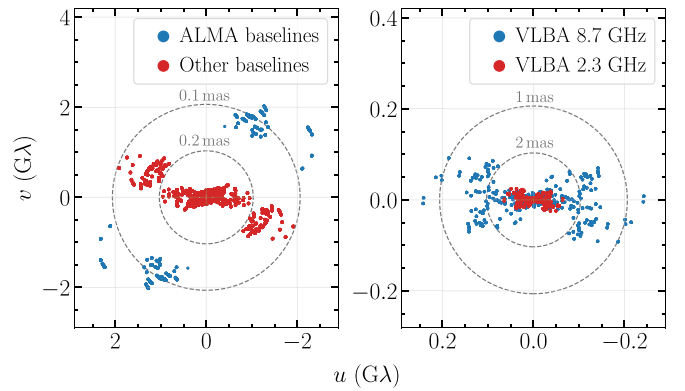 ALMA baselines
Other baselines
0.1 mas
0.2 mas
4
2
0
−2
2
0
−2
v (Gλ)
VLBA 8.7 GHz
VLBA 2.3 GHz
1 mas
2 mas
0.4
0.2
0.0
−0.2
0.2
0.0
−0.2
u (Gλ)